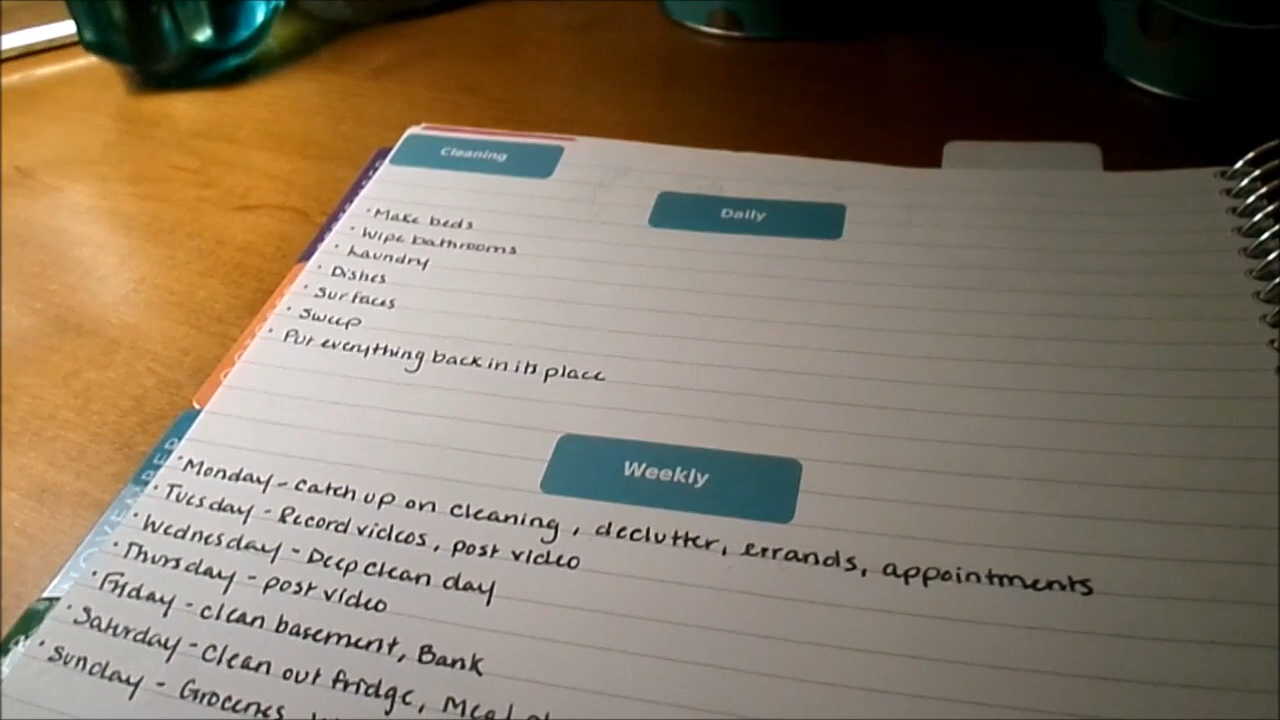 Cleaning
Daily
· Make beds
· Wipe bathrooms
· Laundry
· Dishes
· Surfaces
· Sweep
· Put everything back in its place
Weekly
· Monday - catch up on cleaning, declutter, errands, appointments
· Tuesday - Record videos, post video
· Wednesday - Deep clean day
· Thursday - post video
· Friday - clean basement, Bank
· Saturday - Clean out fridge, Meal
· Sunday - Groceries
NOVEMBER